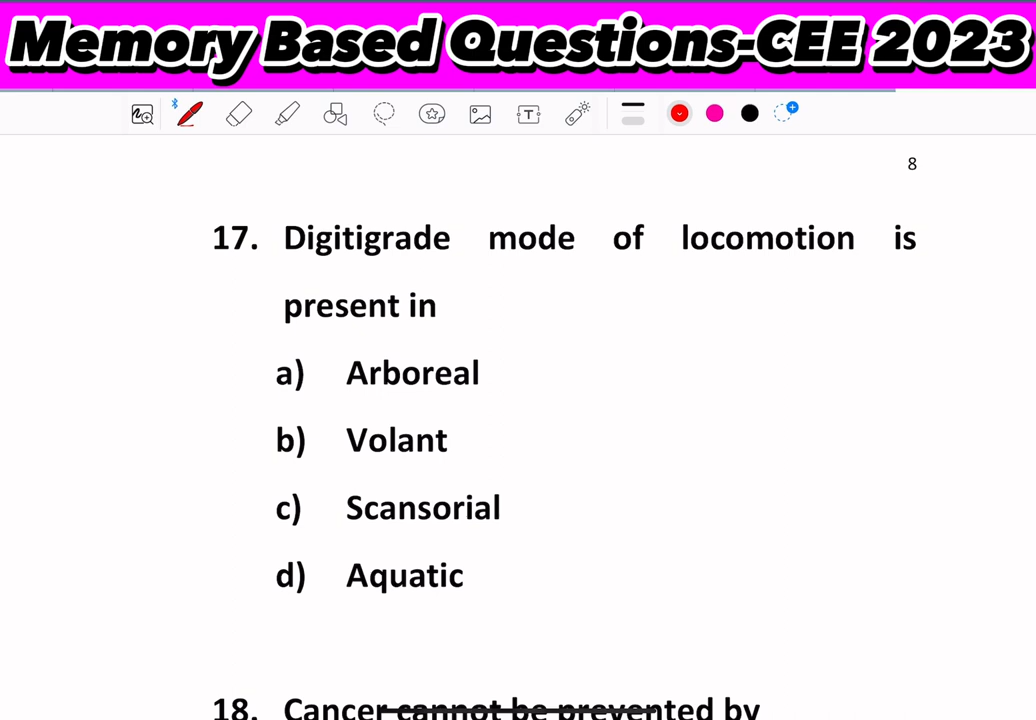 Memory Based Questions-CEE 2023
8
17. Digitigrade mode of locomotion is
present in
a) Arboreal
b) Volant
c) Scansorial
d) Aquatic
18. Cancer cannot be prevented by